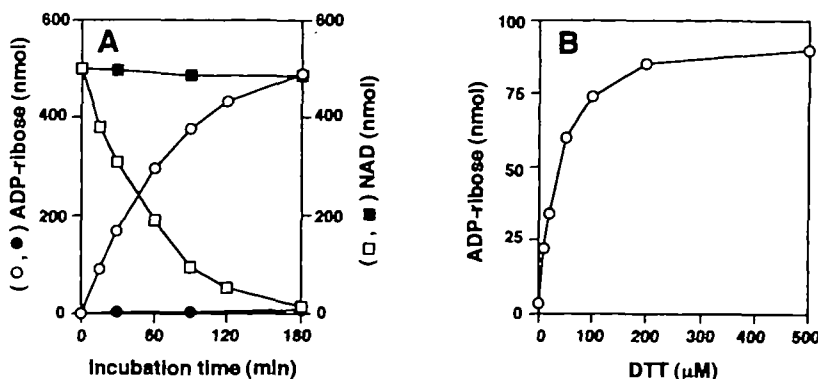 A
(○, ●) ADP-ribose (nmol)
600
400
200
0
600
400
200
0
(□, ■) NAD (nmol)
0 60 120 180
Incubation time (min)
B
ADP-ribose (nmol)
100
75
50
25
0
0 100 200 300 400 500
DTT (μM)